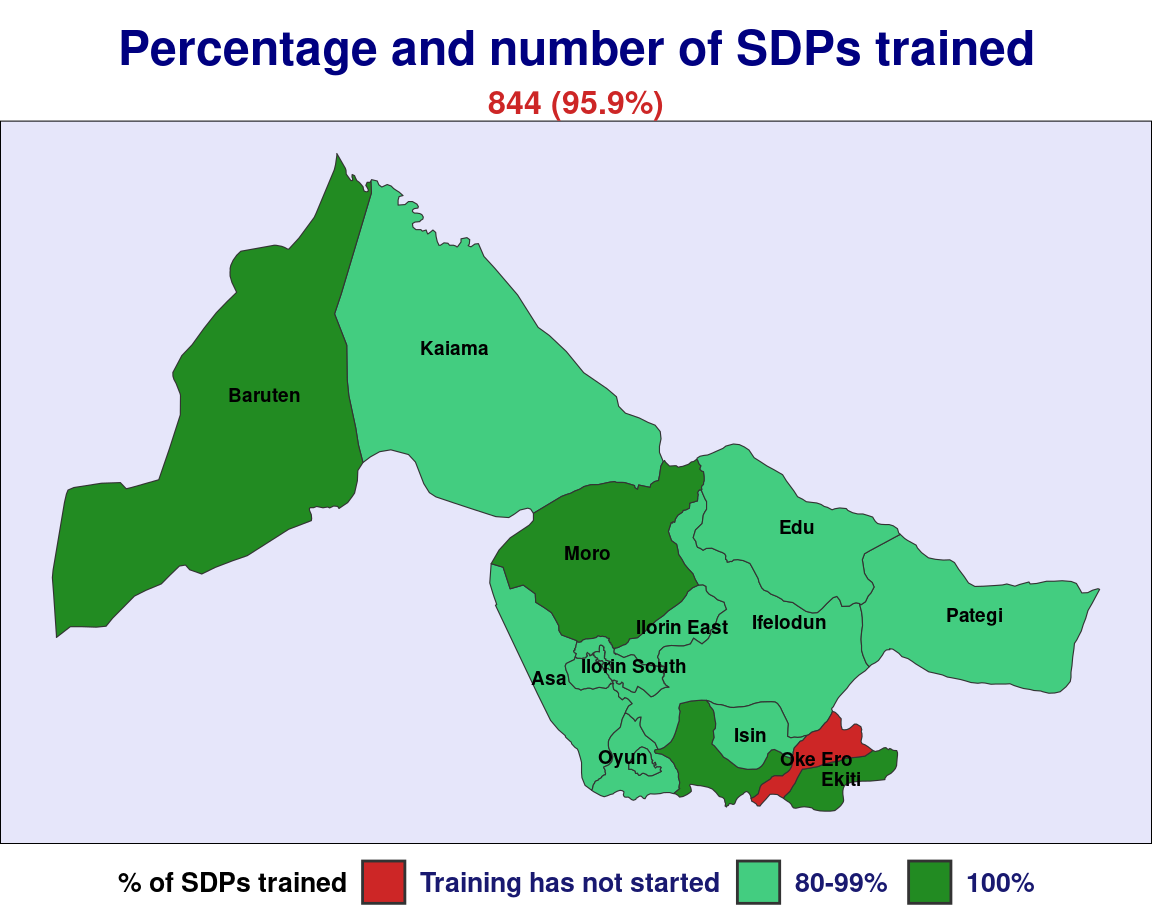 Percentage and number of SDPs trained
844 (95.9%)
Kaiama
Baruten
Edu
Moro
Pategi
Ifelodun
Ilorin East
Ilorin South
Asa
Isin
Oyun
Oke Ero
Ekiti
% of SDPs trained Training has not started 80-99% 100%